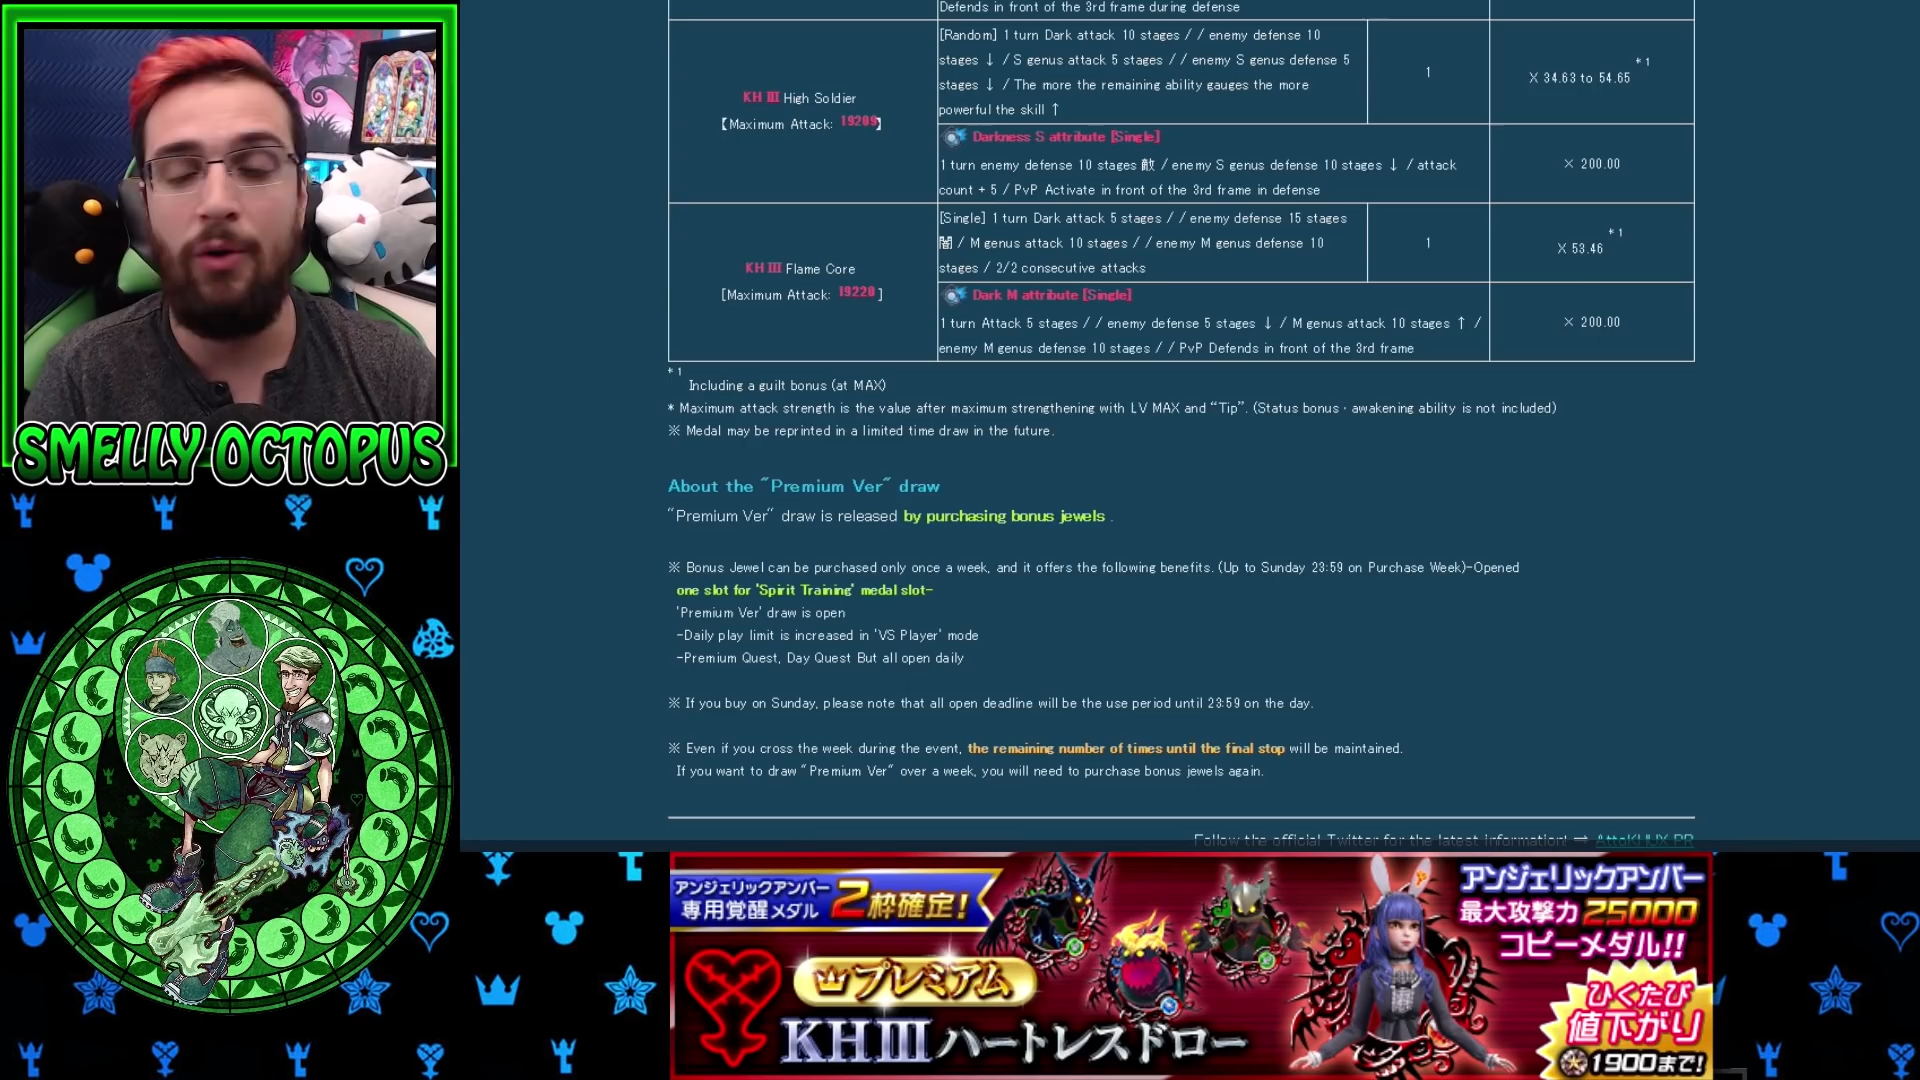 Defends in front of the 3rd frame during defense
KH III High Soldier
【Maximum Attack: 19209】
[Random] 1 turn Dark attack 10 stages / / enemy defense 10
stages ↓ / S genus attack 5 stages / / enemy S genus defense 5
stages ↓ / The more the remaining ability gauges the more
powerful the skill ↑
1
X 34.63 to 54.65 * 1
Darkness S attribute [Single]
1 turn enemy defense 10 stages 敵 / enemy S genus defense 10 stages ↓ / attack
count + 5 / PvP Activate in front of the 3rd frame in defense
× 200.00
KH III Flame Core
[Maximum Attack: 19220 ]
[Single] 1 turn Dark attack 5 stages / / enemy defense 15 stages
闇 / M genus attack 10 stages / / enemy M genus defense 10
stages / 2/2 consecutive attacks
1
X 53.46 * 1
Dark M attribute [Single]
1 turn Attack 5 stages / / enemy defense 5 stages ↓ / M genus attack 10 stages ↑ /
enemy M genus defense 10 stages / / PvP Defends in front of the 3rd frame
× 200.00
* 1
Including a guilt bonus (at MAX)
* Maximum attack strength is the value after maximum strengthening with LV MAX and “Tip”. (Status bonus · awakening ability is not included)
※ Medal may be reprinted in a limited time draw in the future.
About the "Premium Ver" draw
"Premium Ver" draw is released by purchasing bonus jewels .
※ Bonus Jewel can be purchased only once a week, and it offers the following benefits. (Up to Sunday 23:59 on Purchase Week)-Opened
one slot for 'Spirit Training' medal slot-
'Premium Ver' draw is open
-Daily play limit is increased in 'VS Player' mode
-Premium Quest, Day Quest But all open daily
※ If you buy on Sunday, please note that all open deadline will be the use period until 23:59 on the day.
※ Even if you cross the week during the event, the remaining number of times until the final stop will be maintained.
If you want to draw "Premium Ver" over a week, you will need to purchase bonus jewels again.
Follow the official Twitter for the latest information! → AttoKHUX PR
SMELLY OCTOPUS
アンジェリックアンバー
専用覚醒メダル 2枠確定!
プレミアム
KHIIIハートレスドロー
アンジェリックアンバー
最大攻撃力 25000
コピーメダル!!
ひくたび
値下がり
1900まで!